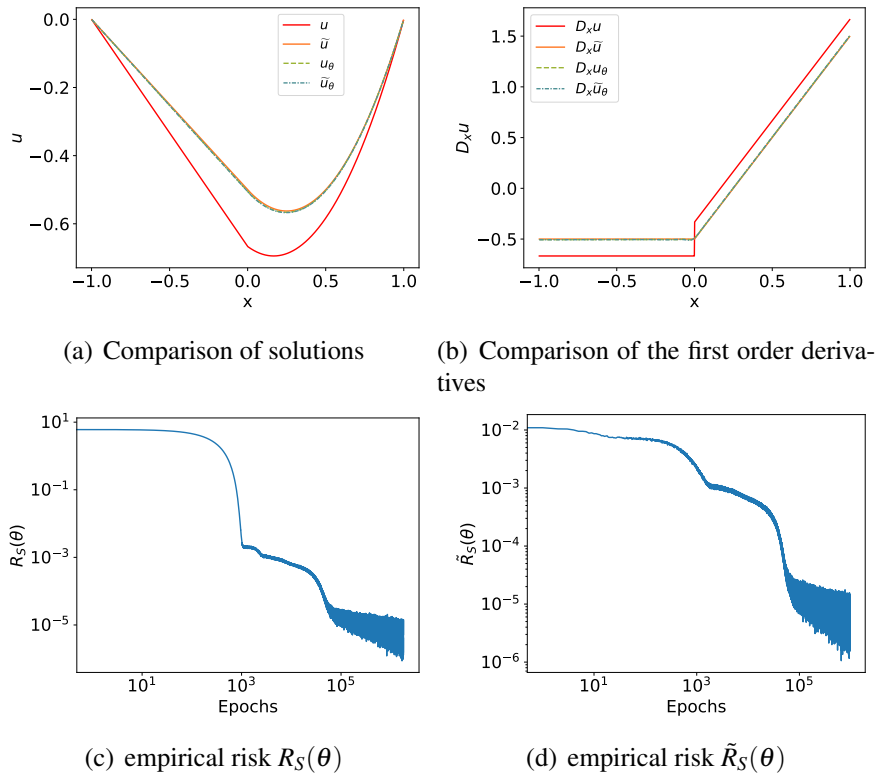 0.0
−0.2
−0.4
−0.6
u
−1.0 −0.5 0.0 0.5 1.0
x
u
ũ
u_θ
ũ_θ
1.5
1.0
0.5
0.0
−0.5
D_x u
−1.0 −0.5 0.0 0.5 1.0
x
D_x u
D_x ũ
D_x u_θ
D_x ũ_θ
(a) Comparison of solutions
(b) Comparison of the first order deriva-
tives
10^1
10^−1
10^−3
10^−5
R_S(θ)
10^1 10^3 10^5
Epochs
10^−2
10^−3
10^−4
10^−5
10^−6
R̃_S(θ)
10^1 10^3 10^5
Epochs
(c) empirical risk R_S(θ)
(d) empirical risk R̃_S(θ)